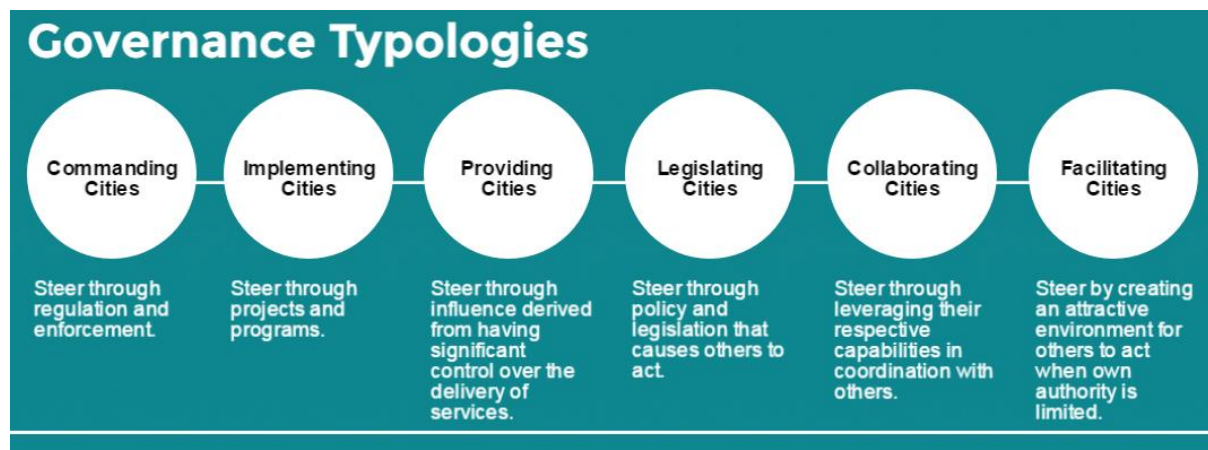 Governance Typologies
Commanding
Cities
Implementing
Cities
Providing
Cities
Legislating
Cities
Collaborating
Cities
Facilitating
Cities
Steer through
regulation and
enforcement.
Steer through
projects and
programs.
Steer through
influence derived
from having
significant
control over the
delivery of
services.
Steer through
policy and
legislation that
causes others to
act.
Steer through
leveraging their
respective
capabilities in
coordination with
others.
Steer by creating
an attractive
environment for
others to act
when own
authority is
limited.